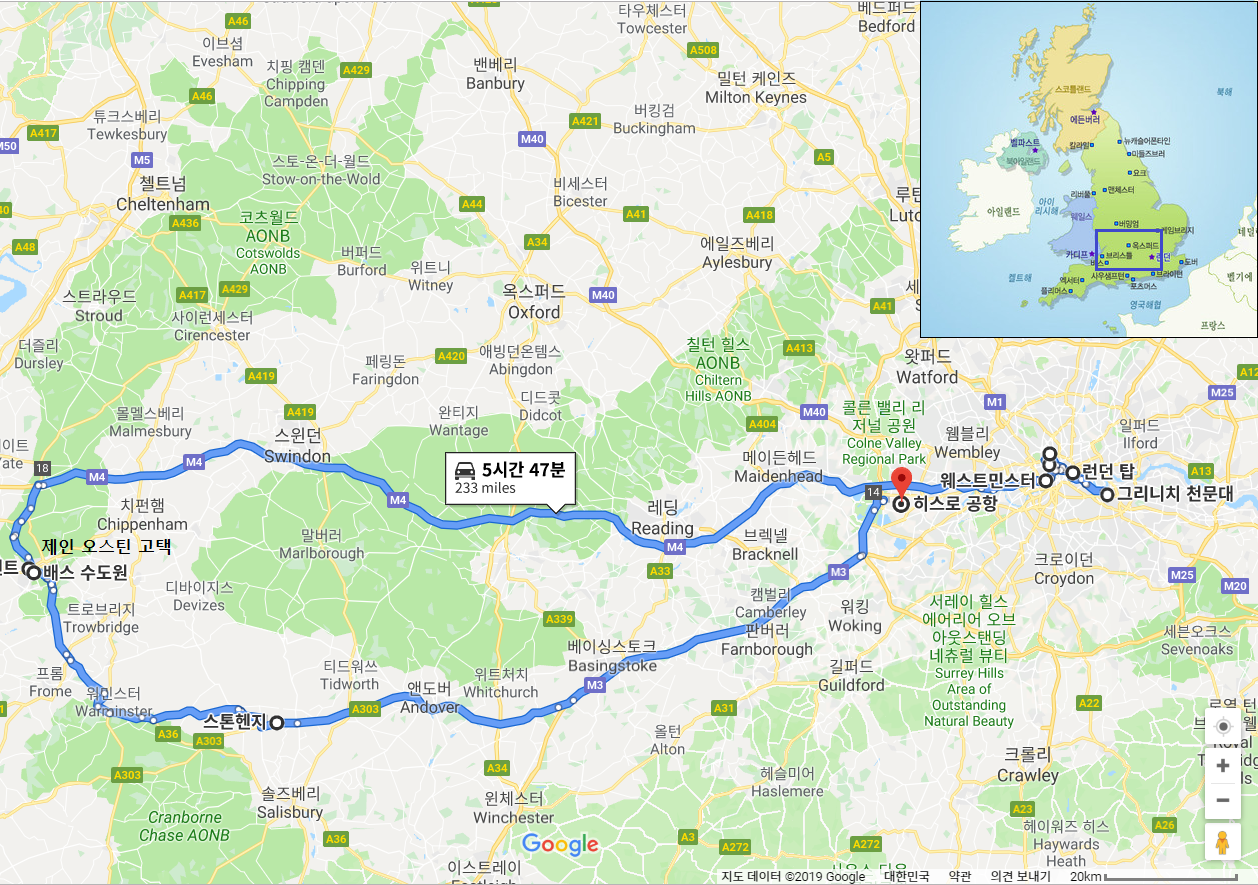 A46
이브셤
Evesham
치핑 캠덴
Chipping
Campden
A429
타우체스터
Towcester
A508
베드퍼드
Bedford
밴베리
Banbury
밀턴 케인즈
Milton Keynes
A46
A417
튜크스베리
Tewkesbury
M5
M40
A421
버킹검
Buckingham
A5
스토-온-더-월드
Stow-on-the-Wold
첼트넘
Cheltenham
A436
비세스터
Bicester
A44
A41
A418
A48
코츠월드
AONB
Cotswolds
AONB
버퍼드
Burford
A34
에일즈베리
Aylesbury
위트니
Witney
A429
A417
스트라우드
Stroud
사이런세스터
Cirencester
옥스퍼드
Oxford
M40
A41
더즐리
Dursley
페링돈
Faringdon
A420
애빙던온템스
Abingdon
칠턴 힐스
AONB
Chiltern
Hills AONB
A413
왓퍼드
Watford
A419
디드콧
Didcot
M40
M1
M25
몰멜스베리
Malmesbury
A419
완티지
Wantage
A404
콜른 밸리 리
저널 공원
Colne Valley
Regional Park
웸블리
Wembley
일퍼드
Ilford
스윈던
Swindon
18
M4
M4
5시간 47분
233 miles
메이든헤드
Maidenhead
14
웨스트민스터
런던 탑
A13
그리니치 천문대
히스로 공항
M4
치펀햄
Chippenham
레딩
Reading
M4
브렉넬
Bracknell
말버러
Marlborough
제인 오스틴 고택
배스 수도원
A33
M3
크로이던
Croydon
M25
M20
디바이지스
Devizes
트로브리지
Trowbridge
A339
캠벌리
Camberley
판버러
Farnborough
워킹
Woking
서레이 힐스
에어리어 오브
아웃스탠딩
네츄럴 뷰티
Surrey Hills
Area of
Outstanding
Natural Beauty
세븐오크스
Sevenoaks
베이싱스토크
Basingstoke
M3
길퍼드
Guildford
프롬
Frome
티드워쓰
Tidworth
위트처치
Whitchurch
Warminster
앤도버
Andover
A303
스톤헨지
A36
A303
A31
A22
올턴
Alton
A303
A34
크롤리
Crawley
헤슬미어
Haslemere
솔즈베리
Salisbury
윈체스터
Winchester
Cranborne
Chase AONB
A36
A3
A272
A272
A23
A26
헤이워즈 히스
Haywards
Heath
Google
이스트레이
지도 데이터 ©2019 Google
대한민국
약관
의견 보내기
20km
스코틀랜드
북해
에든버러
벨파스트
북아일랜드
칼라일
뉴캐슬어폰타인
미들즈브러
요크
리버풀
맨체스터
아이
리시해
아일랜드
웨일스
버밍엄
케임브리지
옥스퍼드
카디프
브리스틀
도버
켈트해
엑서터
사우샘프턴
브라이턴
포츠머스
플리머스
영국해협
벨기에
프랑스